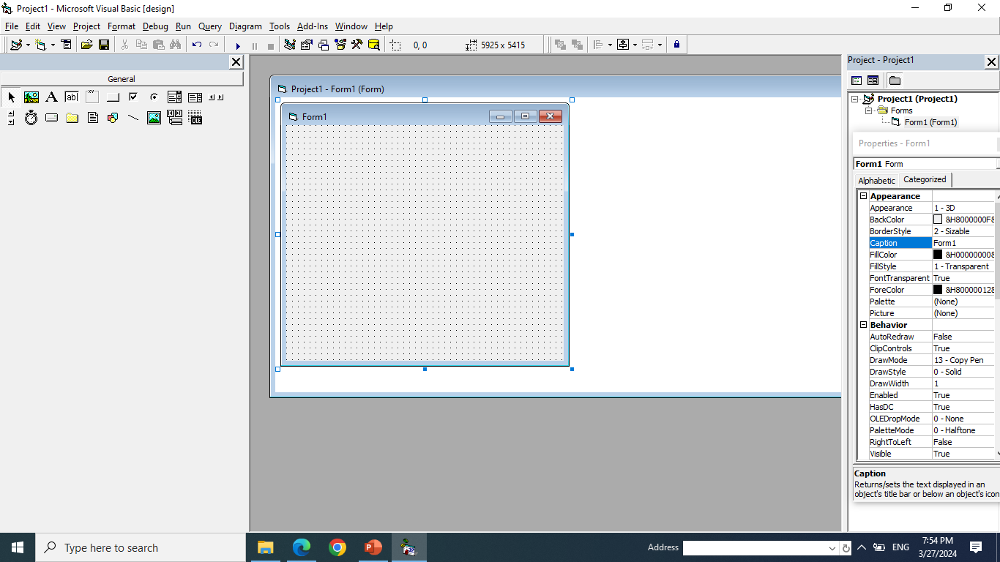 Project1 - Microsoft Visual Basic [design]
File Edit View Project Format Debug Run Query Diagram Tools Add-Ins Window Help
0, 0 5925 x 5415
General
A ab| xy
OLE
Project1 - Form1 (Form)
Form1
Project - Project1
Project1 (Project1)
Forms
Form1 (Form1)
Properties - Form1
Form1 Form
Alphabetic Categorized
Appearance
Appearance 1 - 3D
BackColor &H8000000F&
BorderStyle 2 - Sizable
Caption Form1
FillColor &H00000000&
FillStyle 1 - Transparent
FontTransparent True
ForeColor &H80000012&
Palette (None)
Picture (None)
Behavior
AutoRedraw False
ClipControls True
DrawMode 13 - Copy Pen
DrawStyle 0 - Solid
DrawWidth 1
Enabled True
HasDC True
OLEDropMode 0 - None
PaletteMode 0 - Halftone
RightToLeft False
Visible True
Caption
Returns/sets the text displayed in an
object's title bar or below an object's icon
Type here to search
Address
ENG
7:54 PM
3/27/2024